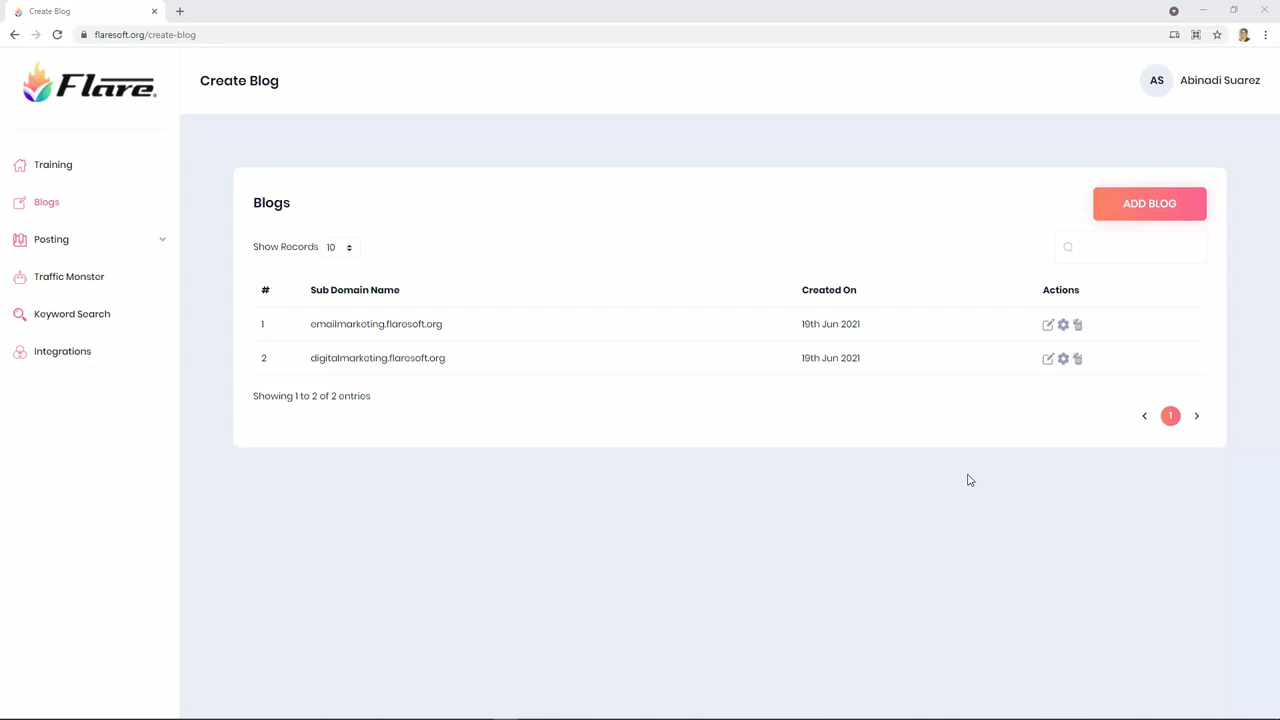 Create Blog
flaresoft.org/create-blog
Flare
Create Blog
AS Abinadi Suarez
Training
Blogs
Posting
Traffic Monster
Keyword Search
Integrations
Blogs
ADD BLOG
Show Records 10
# Sub Domain Name Created On Actions
1 emailmarketing.flaresoft.org 19th Jun 2021
2 digitalmarketing.flaresoft.org 19th Jun 2021
Showing 1 to 2 of 2 entries
1